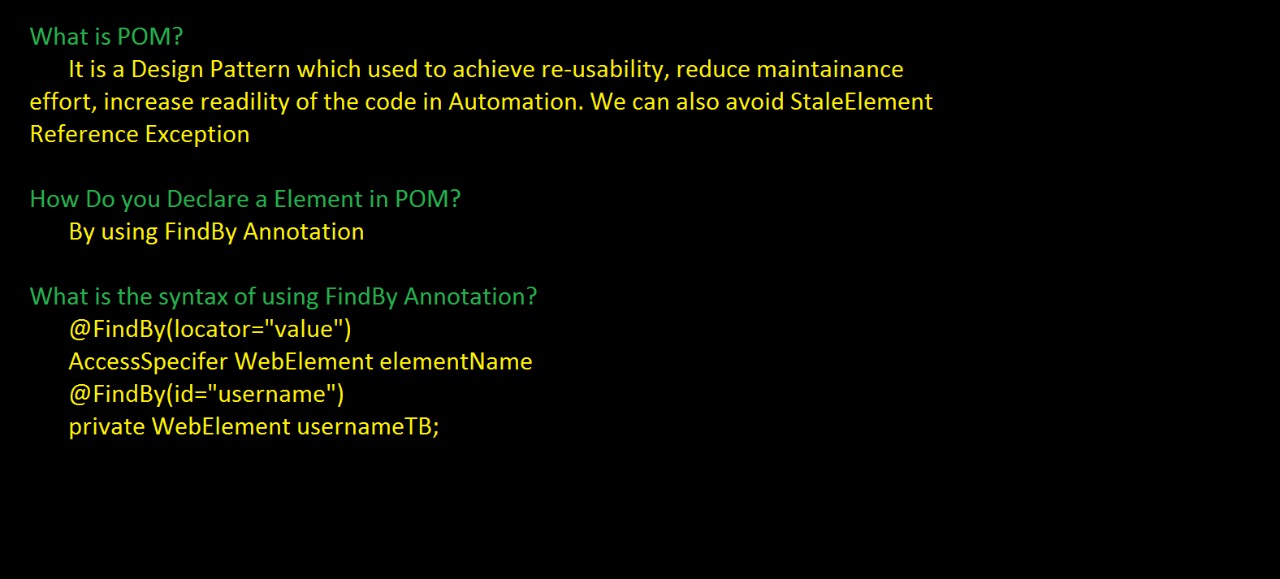 What is POM?
It is a Design Pattern which used to achieve re-usability, reduce maintainance
effort, increase readility of the code in Automation. We can also avoid StaleElement
Reference Exception
How Do you Declare a Element in POM?
By using FindBy Annotation
What is the syntax of using FindBy Annotation?
@FindBy(locator="value")
AccessSpecifer WebElement elementName
@FindBy(id="username")
private WebElement usernameTB;